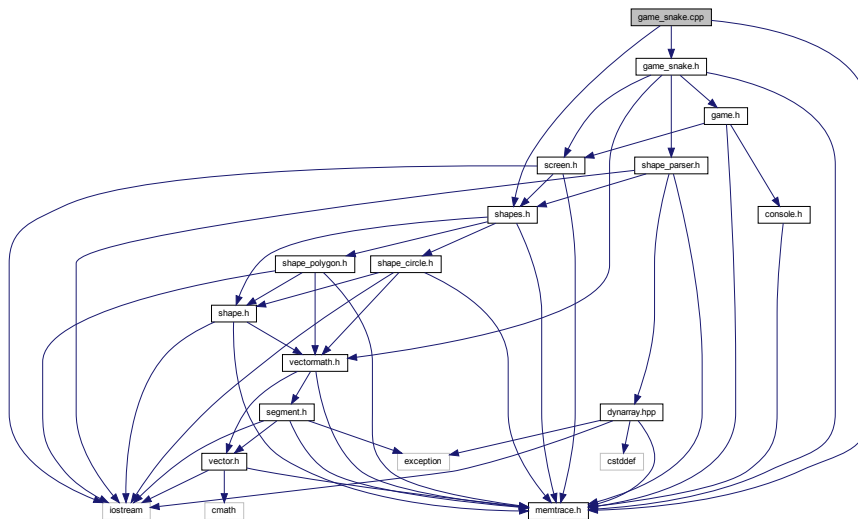 game_snake.cpp
game_snake.h
game.h
screen.h
shape_parser.h
shapes.h
console.h
shape_polygon.h
shape_circle.h
shape.h
vectormath.h
segment.h
dynarray.hpp
vector.h
exception
cstddef
iostream
cmath
memtrace.h